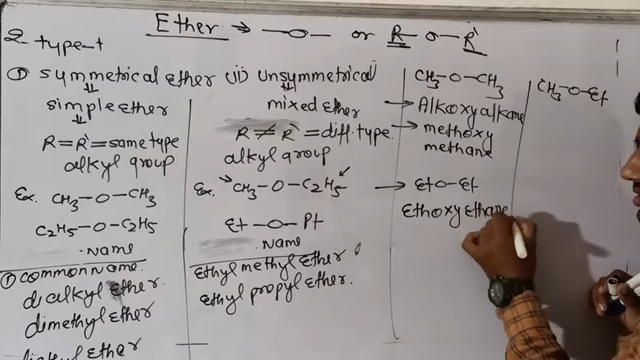 Ether → -O- or R-O-R`
2 type→
① symmetrical ether
simple ether
R=R`=same type
alkyl group
Ex. CH3-O-CH3
C2H5-O-C2H5
Name
① common name.
dialkyl Ether.
dimethyl Ether
Ether
(ii) Unsymmetrical
mixed Ether
R≠R`=diff. type.
alkyl group
Ex. CH3-O-C2H5
Et-O-Pt
Name
Ethyl methyl Ether
Ethyl propyl Ether.
CH3-O-CH3
→ Alkoxy alkane
→ methoxy
methane
→ Et-O-Et
Ethoxy Ethane
CH3-O-Et